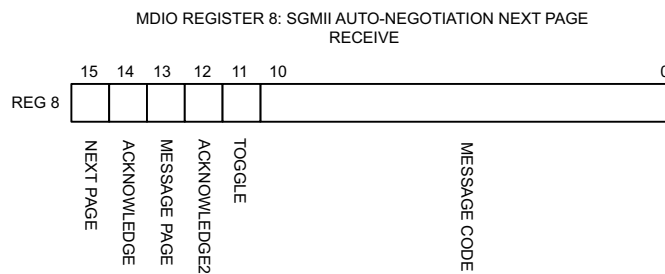 MDIO REGISTER 8: SGMII AUTO-NEGOTIATION NEXT PAGE
RECEIVE
15 14 13 12 11 10 0
REG 8
NEXT PAGE
ACKNOWLEDGE
MESSAGE PAGE
ACKNOWLEDGE2
TOGGLE
MESSAGE CODE